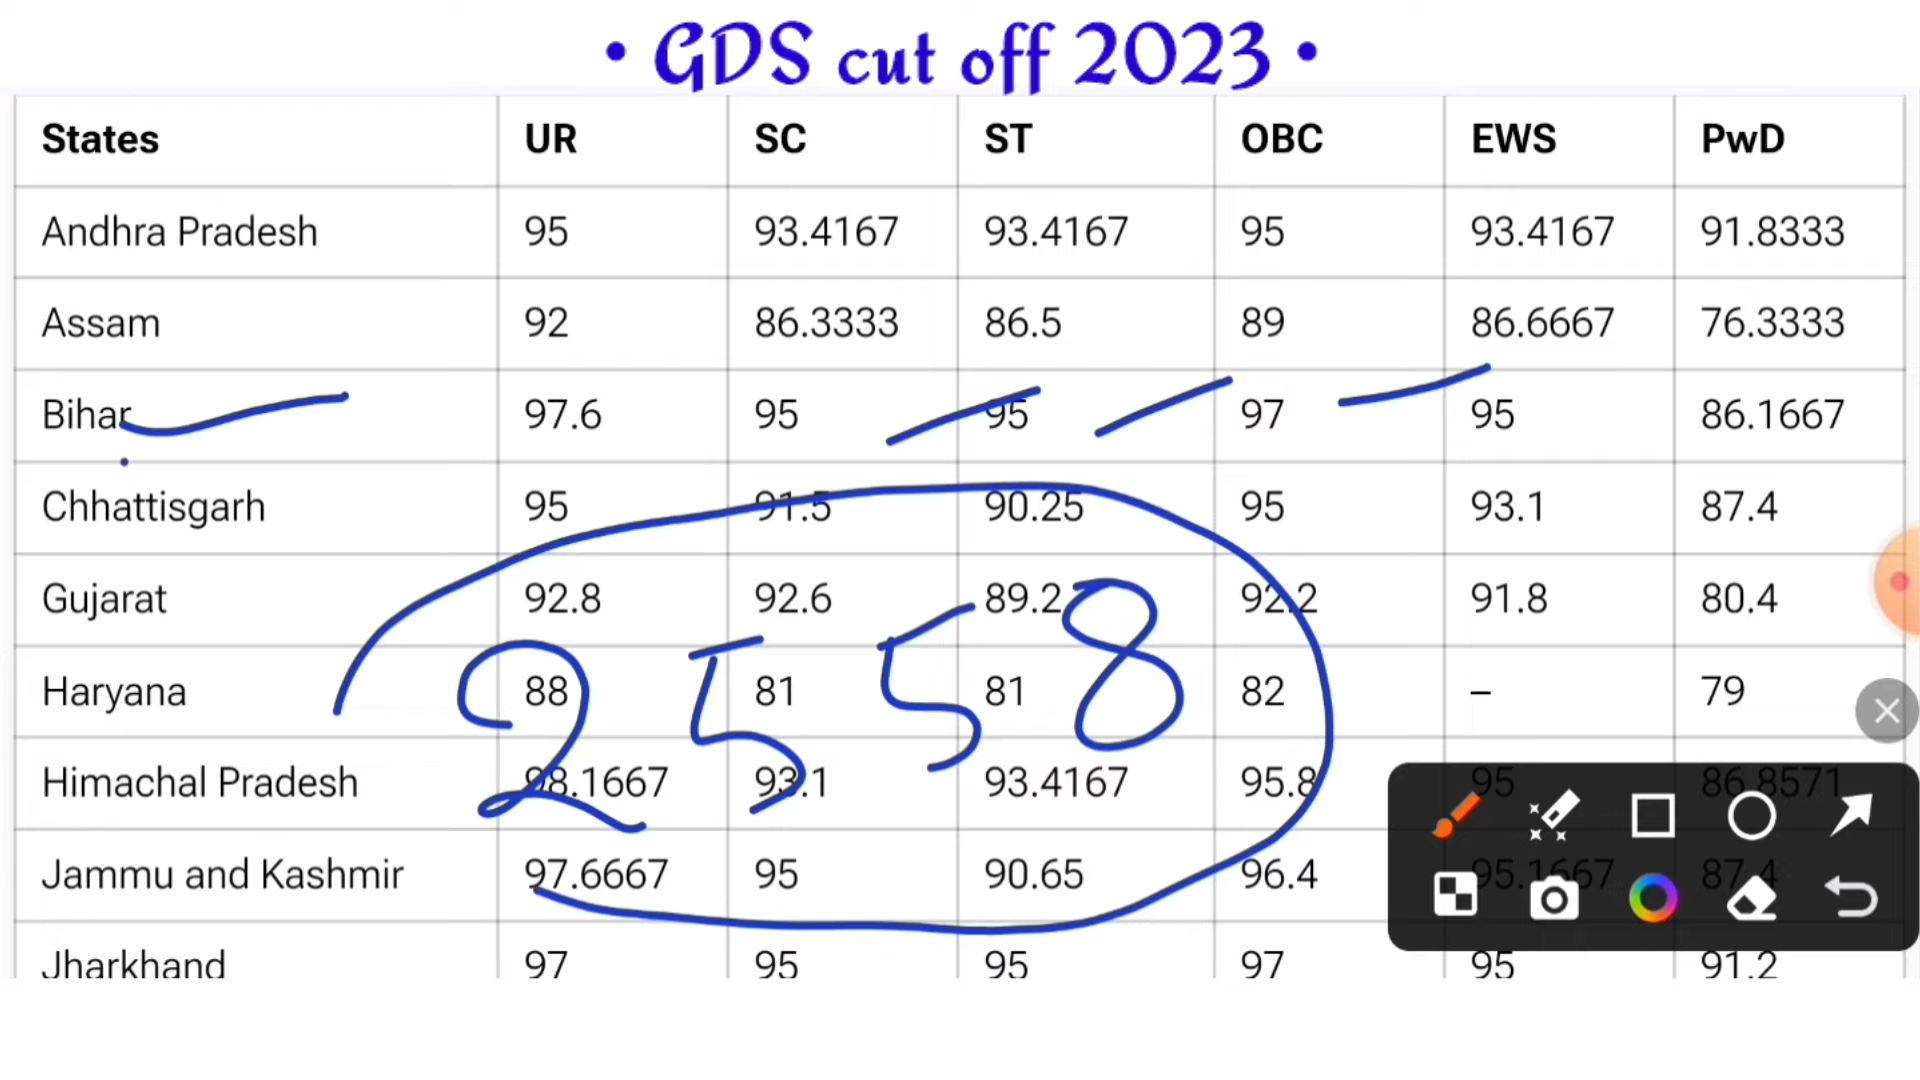 • GDS cut off 2023 •
States UR SC ST OBC EWS PwD
Andhra Pradesh 95 93.4167 93.4167 95 93.4167 91.8333
Assam 92 86.3333 86.5 89 86.6667 76.3333
Bihar 97.6 95 95 97 95 86.1667
Chhattisgarh 95 91.5 90.25 95 93.1 87.4
Gujarat 92.8 92.6 89.2 92.2 91.8 80.4
Haryana 88 81 81 82 – 79
2558
Himachal Pradesh 98.1667 93.1 93.4167 95.8 95 86.8571
Jammu and Kashmir 97.6667 95 90.65 96.4 95.1667 87.4
Jharkhand 97 95 95 97 95 91.2